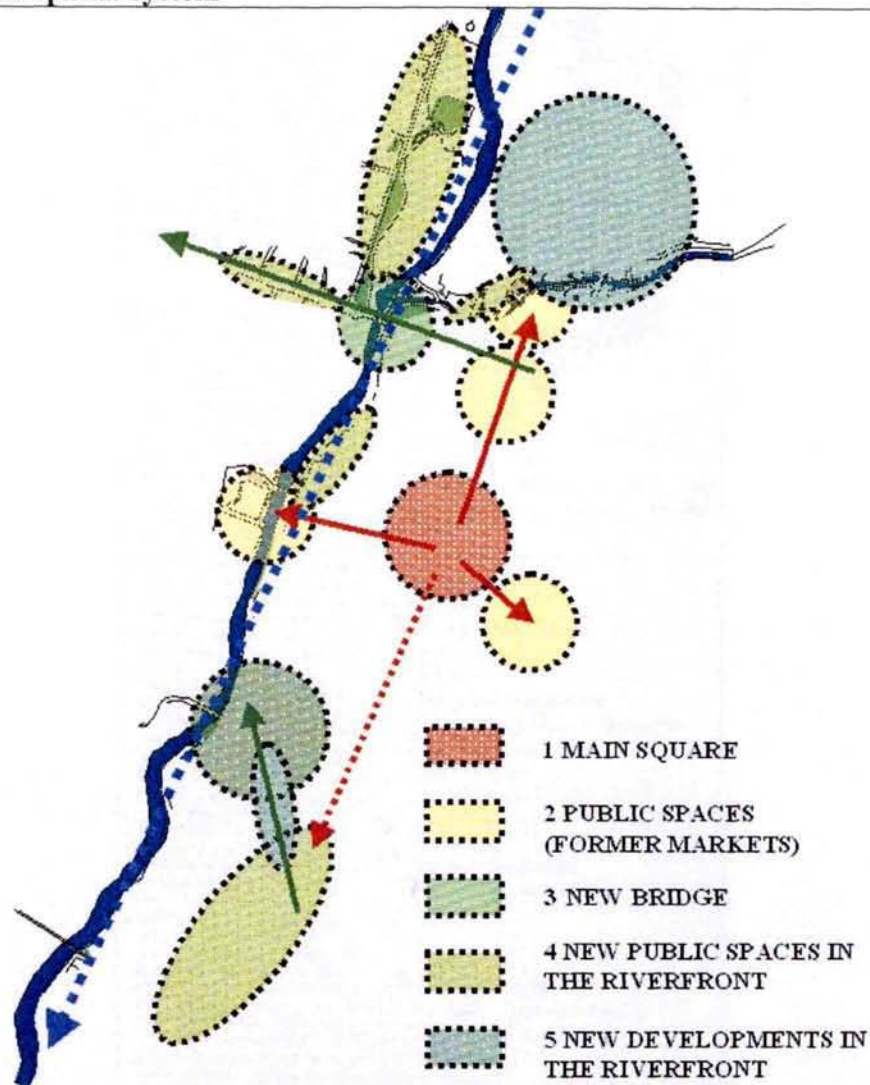 1 MAIN SQUARE
2 PUBLIC SPACES
(FORMER MARKETS)
3 NEW BRIDGE
4 NEW PUBLIC SPACES IN
THE RIVERFRONT
5 NEW DEVELOPMENTS IN
THE RIVERFRONT